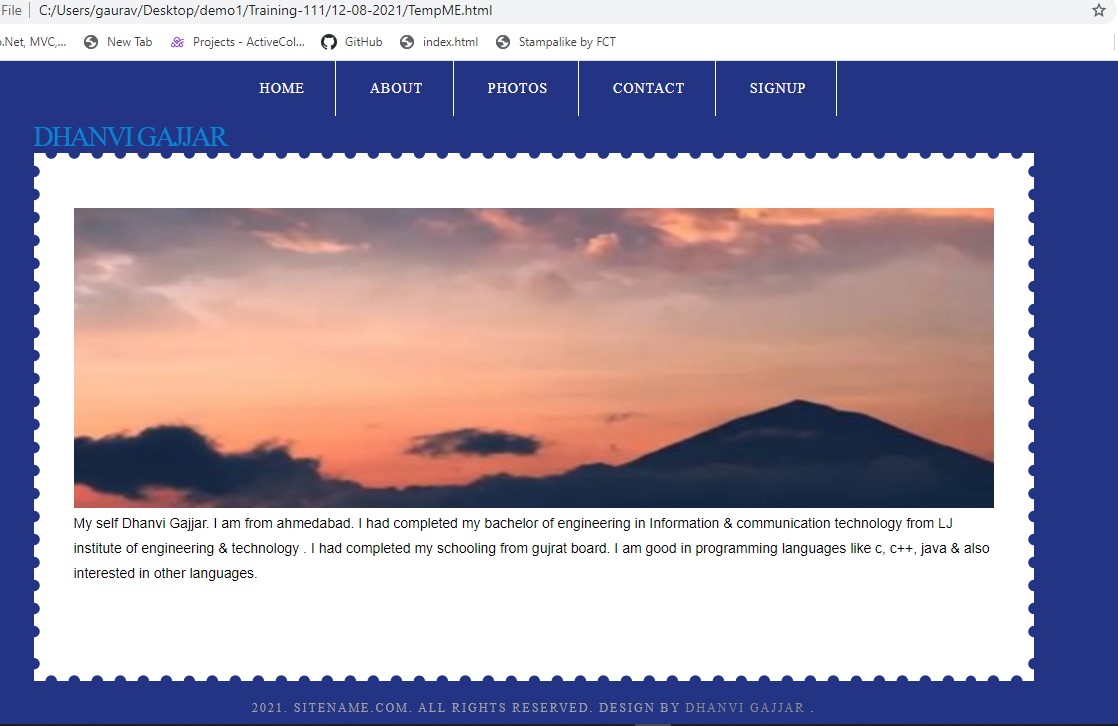 File C:/Users/gaurav/Desktop/demo1/Training-111/12-08-2021/TempME.html
.Net, MVC,... New Tab Projects - ActiveCol... GitHub index.html Stampalike by FCT
HOME ABOUT PHOTOS CONTACT SIGNUP
DHANVI GAJJAR
My self Dhanvi Gajjar. I am from ahmedabad. I had completed my bachelor of engineering in Information & communication technology from LJ
institute of engineering & technology . I had completed my schooling from gujrat board. I am good in programming languages like c, c++, java & also
interested in other languages.
2021. SITENAME.COM. ALL RIGHTS RESERVED. DESIGN BY DHANVI GAJJAR .